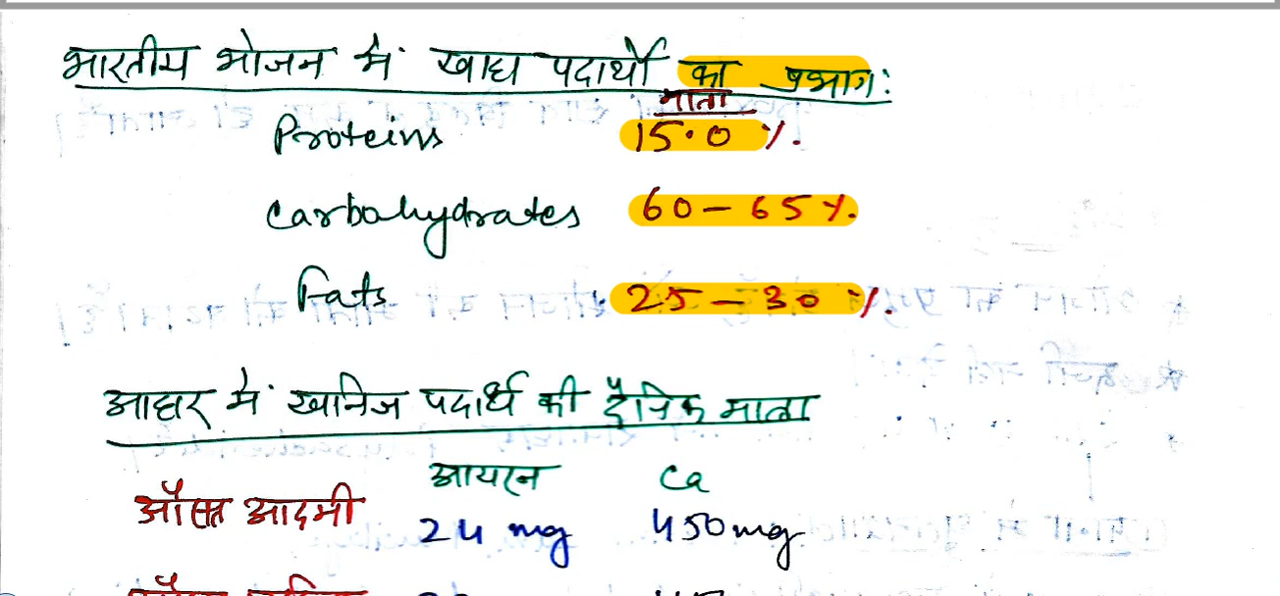 भारतीय भोजन में खाद्य पदार्थों का प्रभाग:
मात्रा
Proteins 15.0 %.
Carbohydrates 60 – 65 %.
Fats 25 – 30 %.
आहार में खनिज पदार्थ की दैनिक मात्रा
आयरन Ca
औसत आदमी 24 mg 450 mg